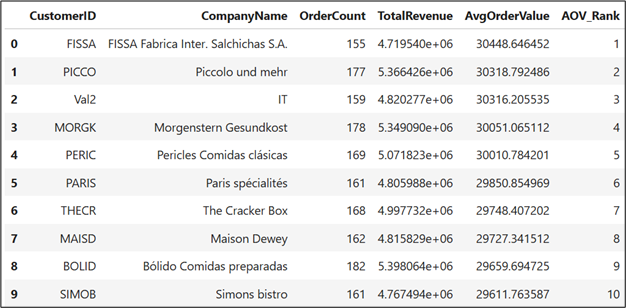 CustomerID CompanyName OrderCount TotalRevenue AvgOrderValue AOV_Rank
0 FISSA FISSA Fabrica Inter. Salchichas S.A. 155 4.719540e+06 30448.646452 1
1 PICCO Piccolo und mehr 177 5.366426e+06 30318.792486 2
2 Val2 IT 159 4.820277e+06 30316.205535 3
3 MORGK Morgenstern Gesundkost 178 5.349090e+06 30051.065112 4
4 PERIC Pericles Comidas clásicas 169 5.071823e+06 30010.784201 5
5 PARIS Paris spécialités 161 4.805988e+06 29850.854969 6
6 THECR The Cracker Box 168 4.997732e+06 29748.407202 7
7 MAISD Maison Dewey 162 4.815829e+06 29727.341512 8
8 BOLID Bólido Comidas preparadas 182 5.398064e+06 29659.694725 9
9 SIMOB Simons bistro 161 4.767494e+06 29611.763587 10